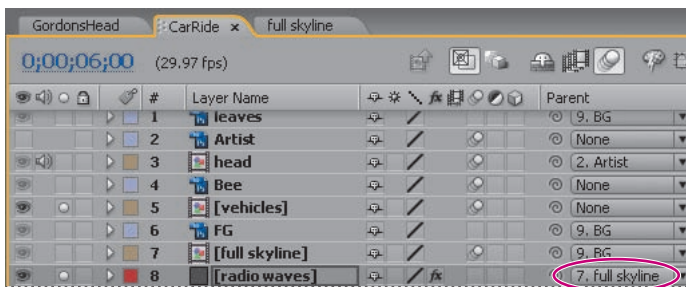 GordonsHead CarRide x full skyline
0;00;06;00 (29.97 fps)
# Layer Name fx Parent
1 leaves 9. BG
2 Artist None
3 head 2. Artist
4 Bee None
5 [vehicles] None
6 FG 9. BG
7 [full skyline] 9. BG
8 [radio waves] fx 7. full skyline